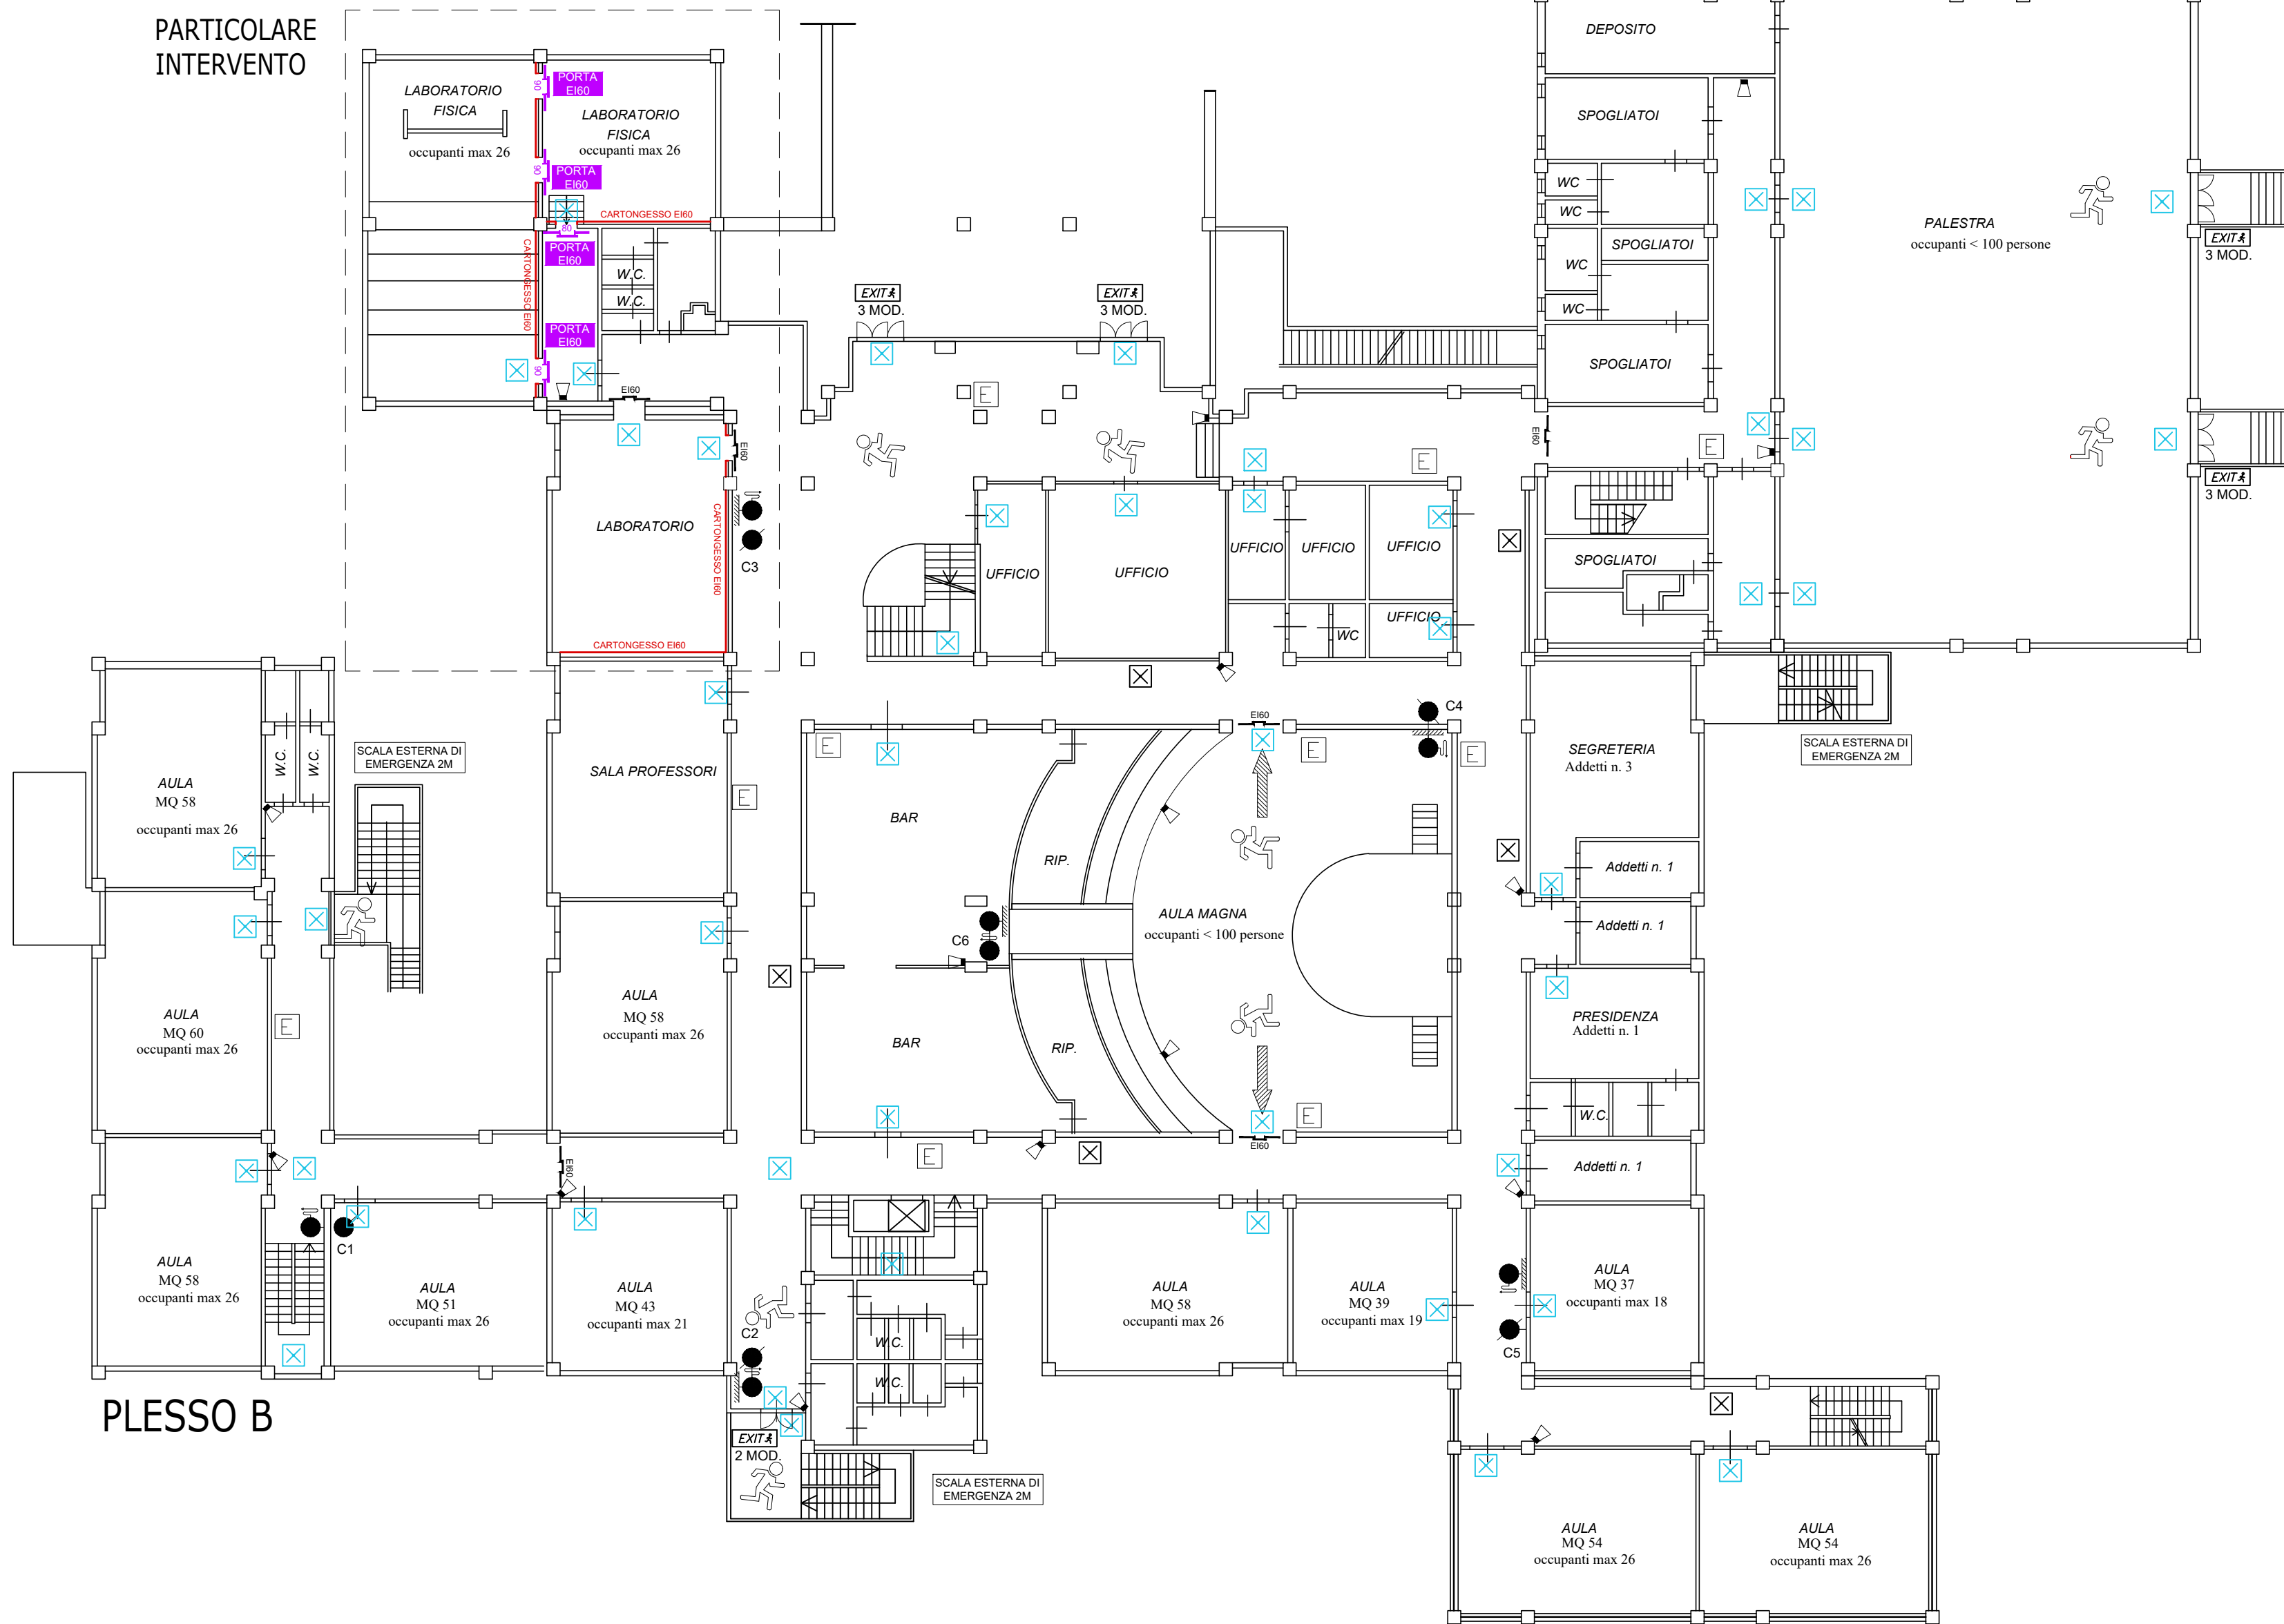 PARTICOLARE
INTERVENTO
LABORATORIO
FISICA
occupanti max 26
90
PORTA
EI60
LABORATORIO
FISICA
occupanti max 26
90
PORTA
EI60
CARTONGESSO EI60
80
PORTA
EI60
CARTONGESSO EI60
W.C.
W.C.
PORTA
EI60
90
EI60
EI60
LABORATORIO
CARTONGESSO EI60
CARTONGESSO EI60
C3
EXIT
3 MOD.
EXIT
3 MOD.
E
DEPOSITO
SPOGLIATOI
WC
WC
SPOGLIATOI
WC
WC
SPOGLIATOI
PALESTRA
occupanti < 100 persone
EXIT
3 MOD.
EXIT
3 MOD.
E
EI60
E
SPOGLIATOI
UFFICIO
UFFICIO
UFFICIO
UFFICIO
UFFICIO
UFFICIO
WC
SCALA ESTERNA DI
EMERGENZA 2M
AULA
MQ 58
occupanti max 26
W.C.
W.C.
SCALA ESTERNA DI
EMERGENZA 2M
SALA PROFESSORI
E
E
BAR
RIP.
EI60
E
C4
E
SEGRETERIA
Addetti n. 3
Addetti n. 1
Addetti n. 1
C6
AULA MAGNA
occupanti < 100 persone
AULA
MQ 60
occupanti max 26
E
AULA
MQ 58
occupanti max 26
BAR
RIP.
PRESIDENZA
Addetti n. 1
W.C.
E
EI60
E
EI60
Addetti n. 1
C1
AULA
MQ 58
occupanti max 26
AULA
MQ 51
occupanti max 26
AULA
MQ 43
occupanti max 21
C2
W.C.
W.C.
AULA
MQ 58
occupanti max 26
AULA
MQ 39
occupanti max 19
C5
AULA
MQ 37
occupanti max 18
PLESSO B
EXIT
2 MOD.
SCALA ESTERNA DI
EMERGENZA 2M
AULA
MQ 54
occupanti max 26
AULA
MQ 54
occupanti max 26